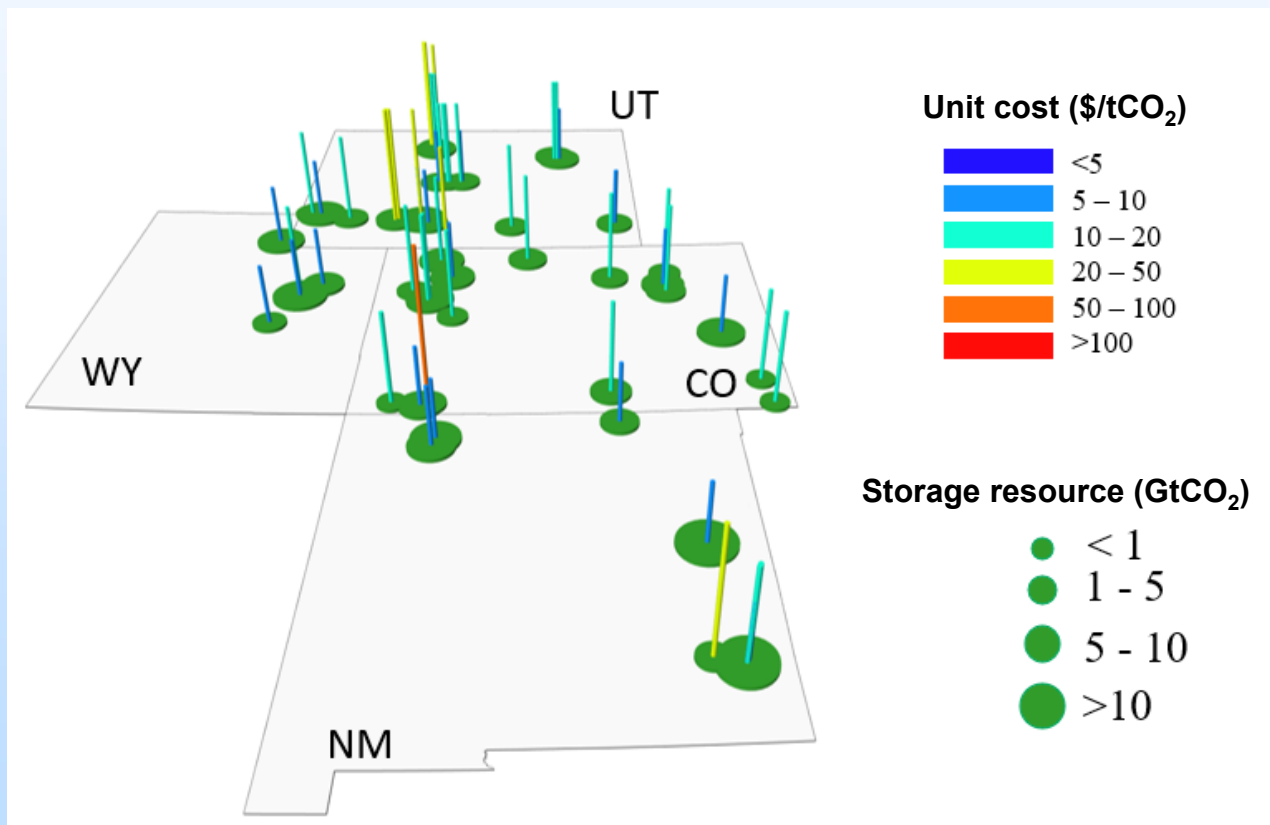 UT
WY
CO
NM
Unit cost ($/tCO₂)
<5
5 – 10
10 – 20
20 – 50
50 – 100
>100
Storage resource (GtCO₂)
< 1
1 - 5
5 - 10
>10